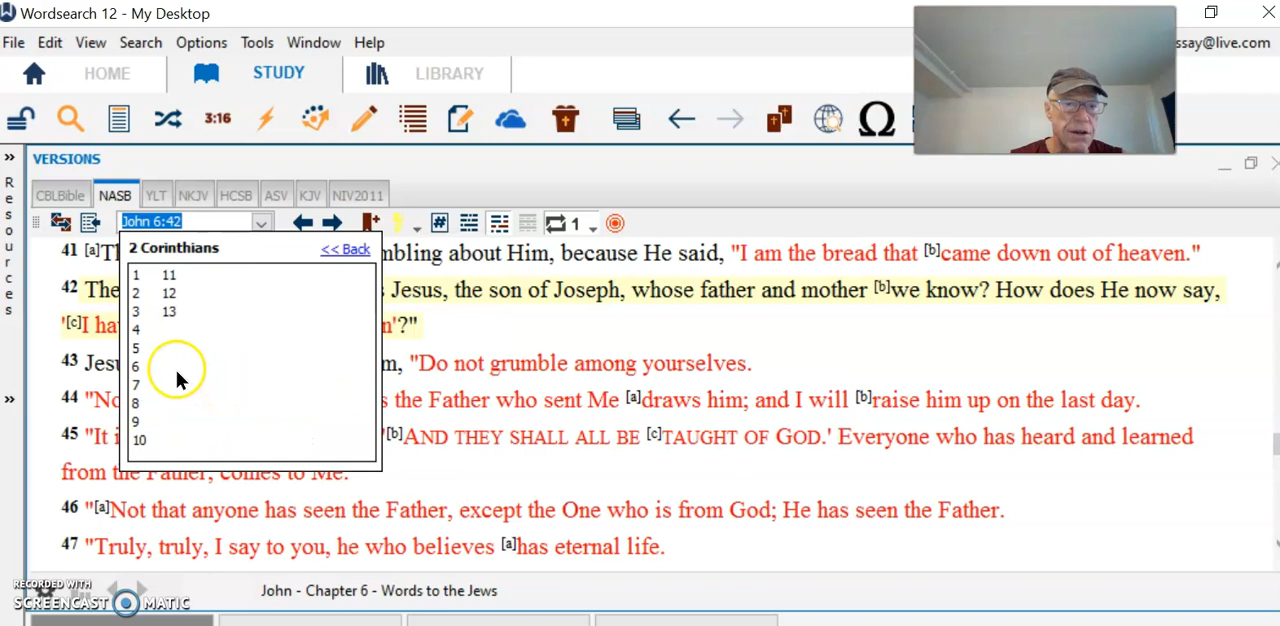 Wordsearch 12 - My Desktop
File Edit View Search Options Tools Window Help
ssay@live.com
HOME STUDY LIBRARY
3:16
VERSIONS
Resources
CBLBible NASB YLT NKJV HCSB ASV KJV NIV2011
John 6:42
1
2 Corinthians << Back
1 11
2 12
3 13
4
5
6
7
8
9
10
41 [a]Th mbling about Him, because He said, "I am the bread that [b]came down out of heaven."
42 The s Jesus, the son of Joseph, whose father and mother [b]we know? How does He now say,
'[c]I ha n'?"
43 Jesu m, "Do not grumble among yourselves.
44 "No s the Father who sent Me [a]draws him; and I will [b]raise him up on the last day.
45 "It i '[b]AND THEY SHALL ALL BE [c]TAUGHT OF GOD.' Everyone who has heard and learned
from the Father, comes to Me.
46 "[a]Not that anyone has seen the Father, except the One who is from God; He has seen the Father.
47 "Truly, truly, I say to you, he who believes [a]has eternal life.
John - Chapter 6 - Words to the Jews
RECORDED WITH
SCREENCAST MATIC